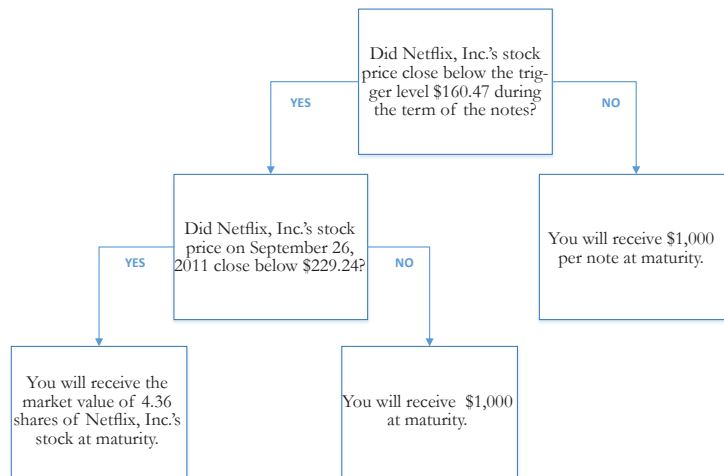 Did Netflix, Inc.'s stock
price close below the trig-
ger level $160.47 during
the term of the notes?
YES
NO
Did Netflix, Inc.'s stock
price on September 26,
2011 close below $229.24?
You will receive $1,000
per note at maturity.
YES
NO
You will receive the
market value of 4.36
shares of Netflix, Inc.'s
stock at maturity.
You will receive $1,000
at maturity.